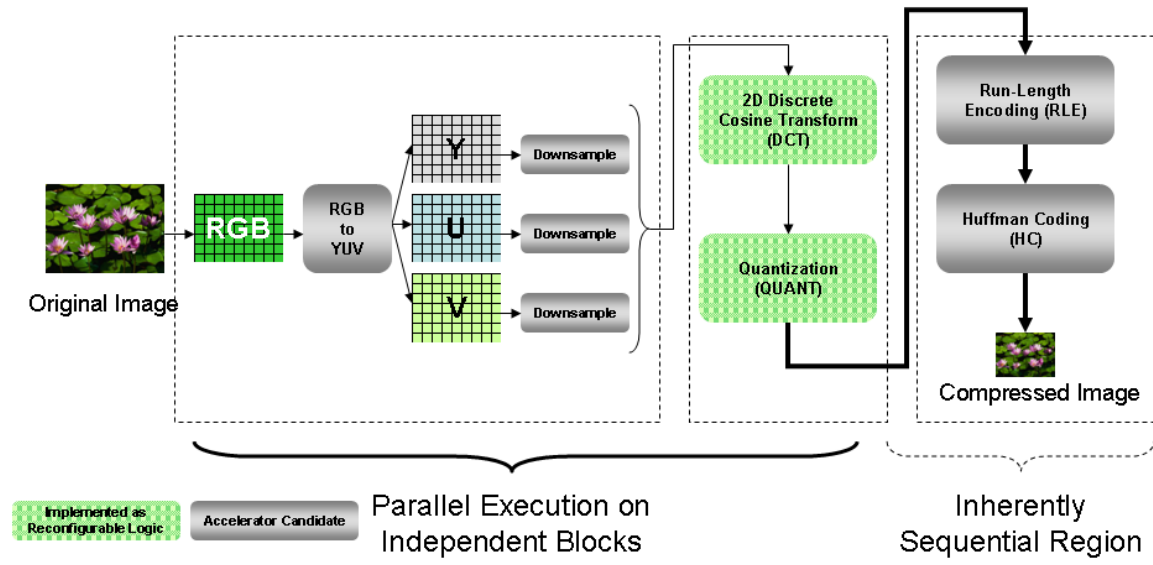 Original Image
RGB
RGB
to
YUV
Y
U
V
Downsample
Downsample
Downsample
2D Discrete
Cosine Transform
(DCT)
Quantization
(QUANT)
Run-Length
Encoding (RLE)
Huffman Coding
(HC)
Compressed Image
Implemented as
Reconfigurable Logic
Accelerator Candidate
Parallel Execution on
Independent Blocks
Inherently
Sequential Region